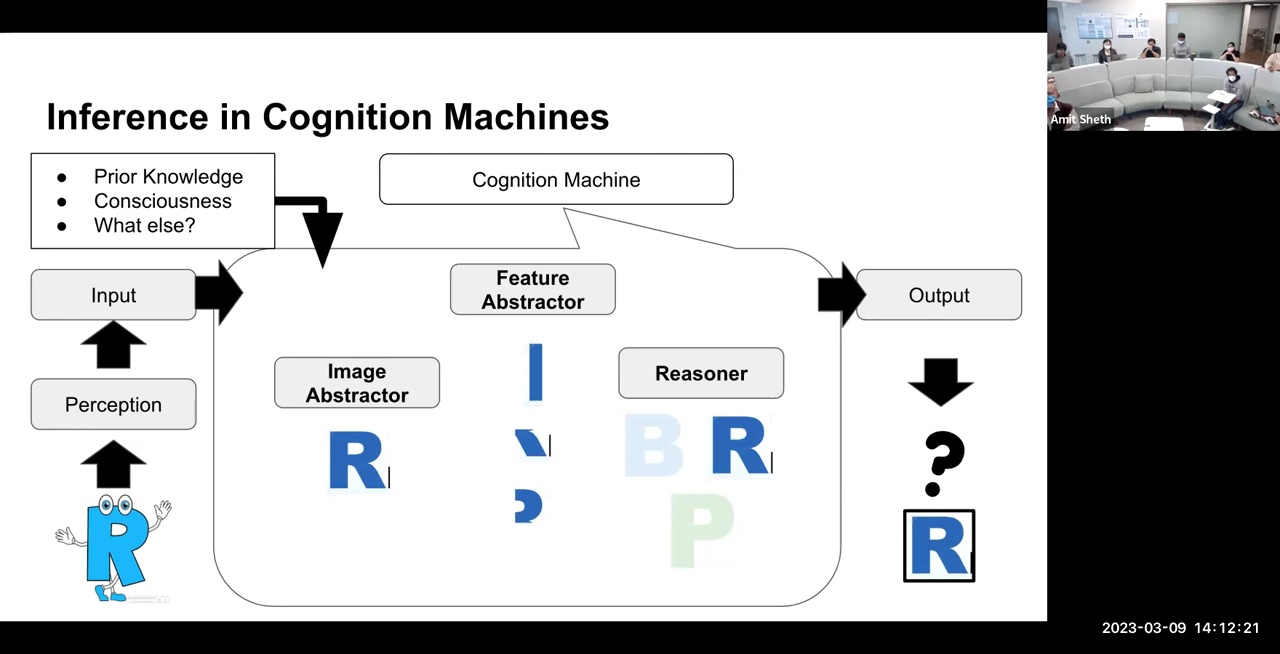 Inference in Cognition Machines
● Prior Knowledge
● Consciousness
● What else?
Cognition Machine
Input
Perception
R
Image
Abstractor
R
Feature
Abstractor
Reasoner
B R
P
Output
?
R
Amit Sheth
2023-03-09 14:12:21